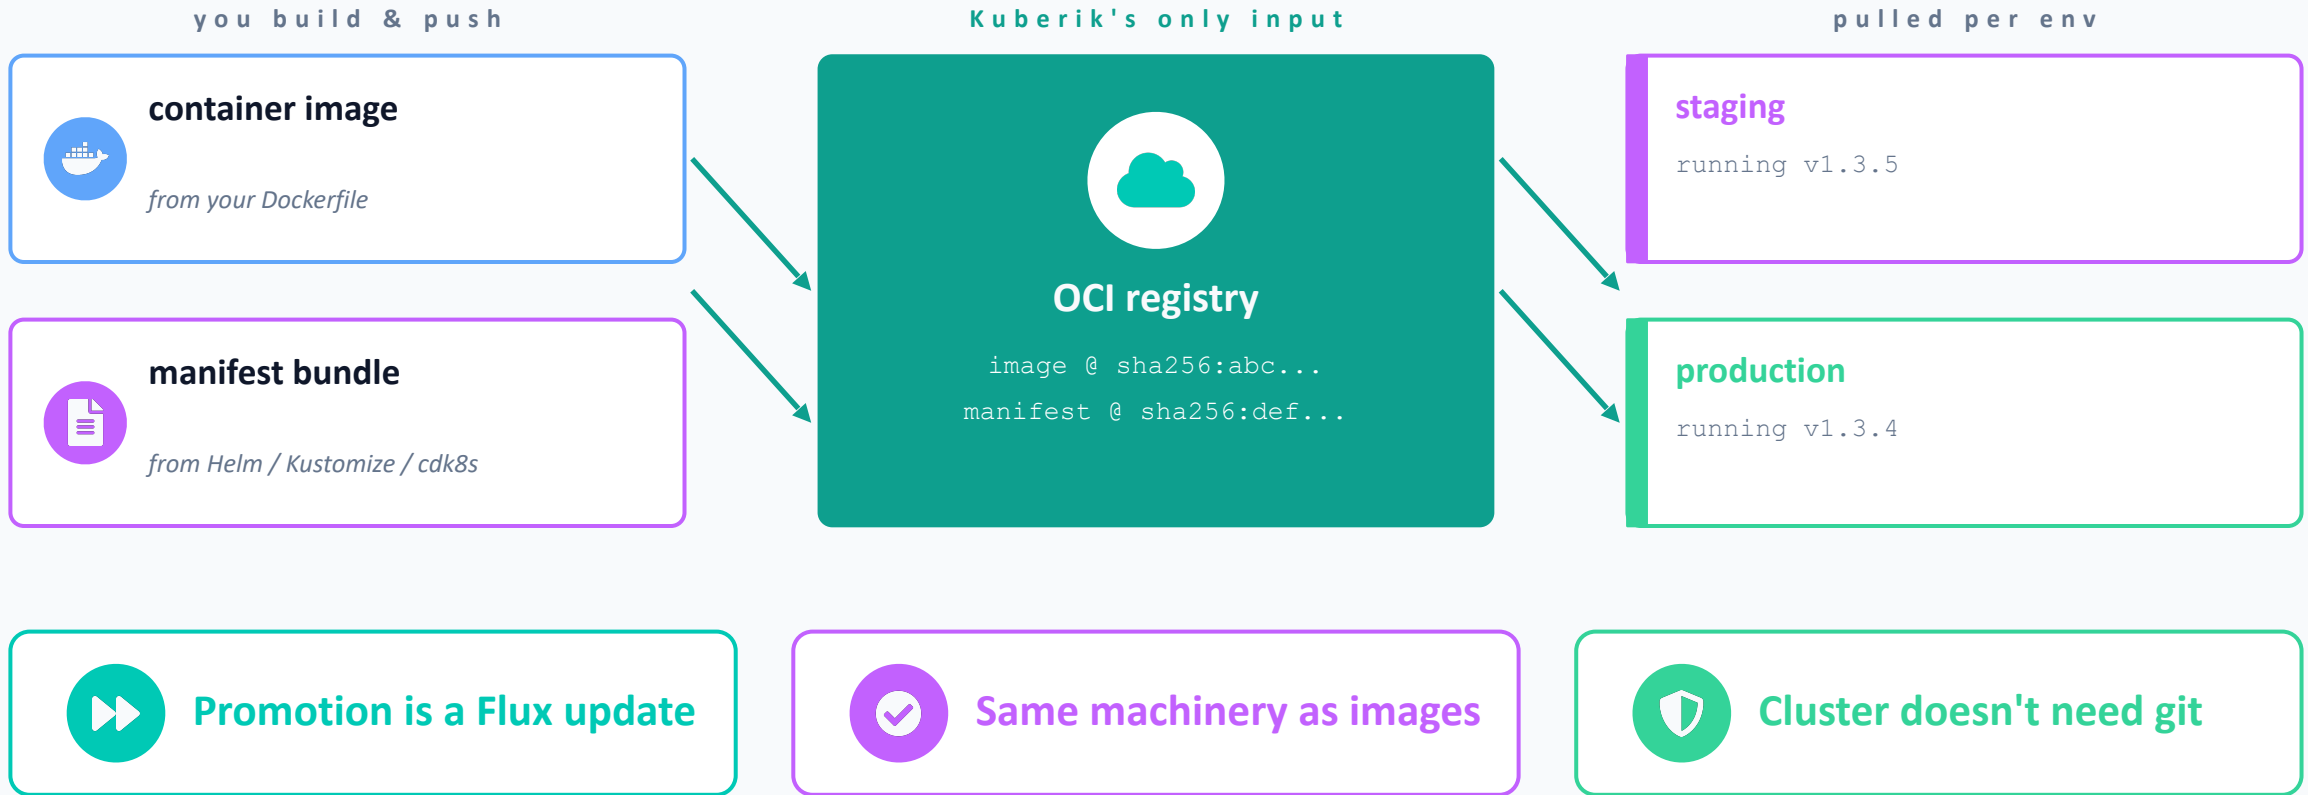 you build & push
Kuberik's only input
pulled per env
container image
from your Dockerfile
manifest bundle
from Helm / Kustomize / cdk8s
OCI registry
image @ sha256:abc...
manifest @ sha256:def...
staging
running v1.3.5
production
running v1.3.4
Promotion is a Flux update
Same machinery as images
Cluster doesn't need git